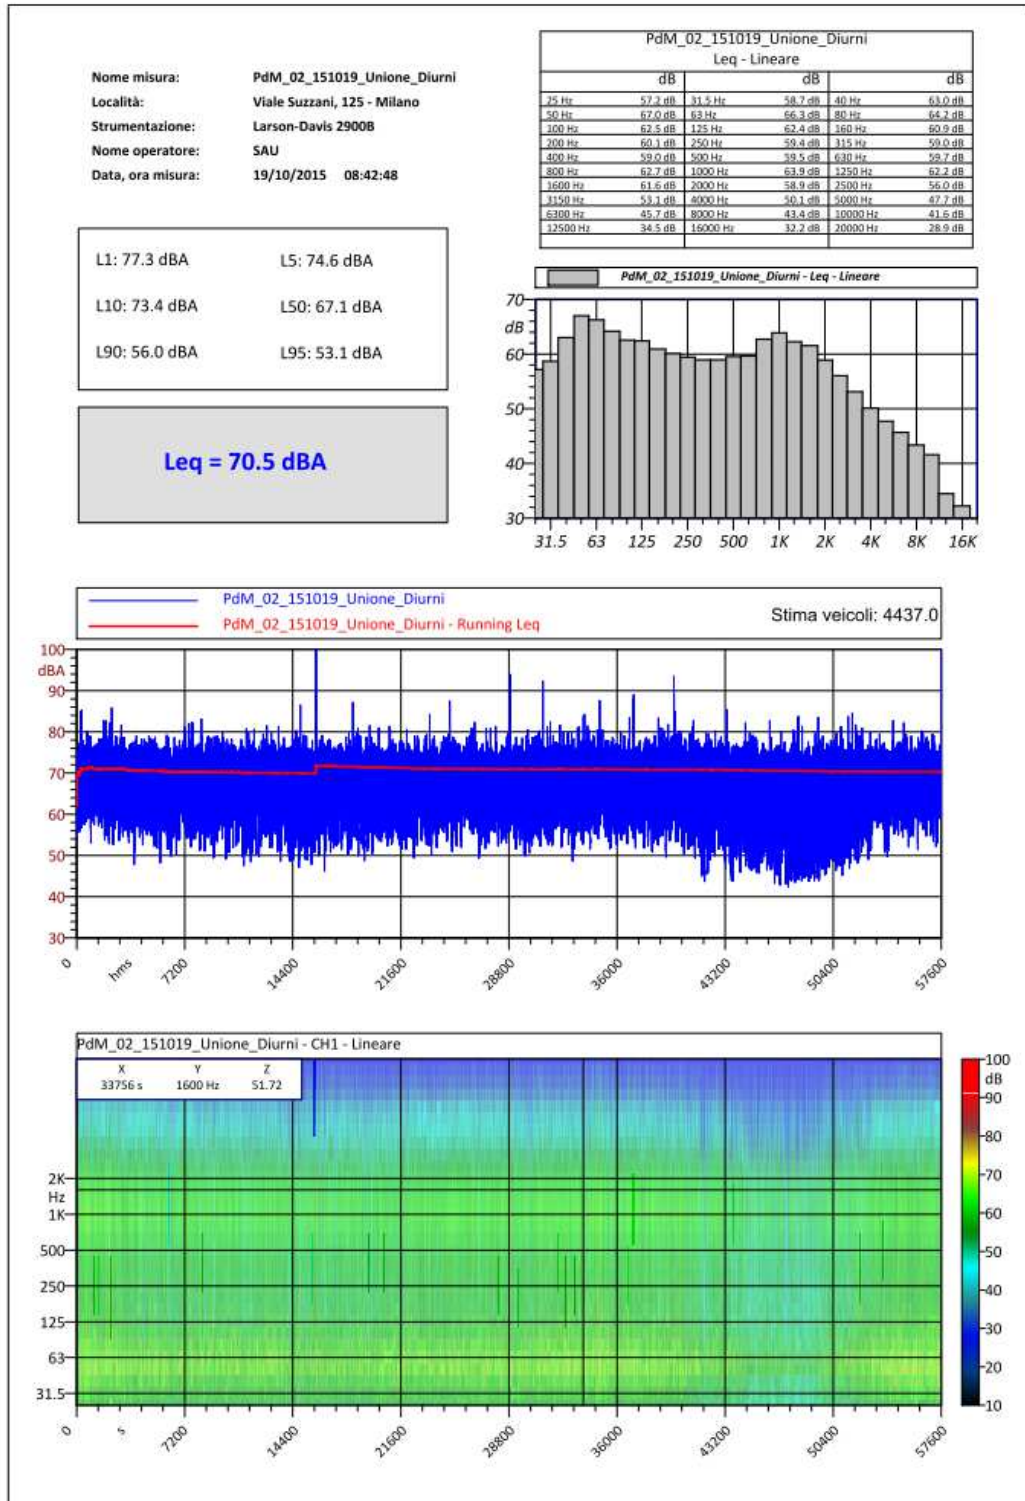 Nome misura: PdM_02_151019_Unione_Diurni
Località: Viale Suzzani, 125 - Milano
Strumentazione: Larson-Davis 2900B
Nome operatore: SAU
Data, ora misura: 19/10/2015 08:42:48
PdM_02_151019_Unione_Diurni
Leq - Lineare
dB dB dB
25 Hz 57.2 dB 31.5 Hz 58.7 dB 40 Hz 63.0 dB
50 Hz 67.0 dB 63 Hz 66.3 dB 80 Hz 64.2 dB
100 Hz 62.5 dB 125 Hz 62.4 dB 160 Hz 60.9 dB
200 Hz 60.1 dB 250 Hz 59.4 dB 315 Hz 59.0 dB
400 Hz 59.0 dB 500 Hz 59.5 dB 630 Hz 59.7 dB
800 Hz 62.7 dB 1000 Hz 63.9 dB 1250 Hz 62.2 dB
1600 Hz 61.6 dB 2000 Hz 58.9 dB 2500 Hz 56.0 dB
3150 Hz 53.1 dB 4000 Hz 50.1 dB 5000 Hz 47.7 dB
6300 Hz 45.7 dB 8000 Hz 43.4 dB 10000 Hz 41.6 dB
12500 Hz 34.5 dB 16000 Hz 32.2 dB 20000 Hz 28.9 dB
L1: 77.3 dBA L5: 74.6 dBA
L10: 73.4 dBA L50: 67.1 dBA
L90: 56.0 dBA L95: 53.1 dBA
Leq = 70.5 dBA
PdM_02_151019_Unione_Diurni - Leq - Lineare
70
dB
60
50
40
30
31.5 63 125 250 500 1K 2K 4K 8K 16K
PdM_02_151019_Unione_Diurni
PdM_02_151019_Unione_Diurni - Running Leq
Stima veicoli: 4437.0
100
dBA
90
80
70
60
50
40
30
0 hms 7200 14400 21600 28800 36000 43200 50400 57600
PdM_02_151019_Unione_Diurni - CH1 - Lineare
X Y Z
33756 s 1600 Hz 51.72
2K
Hz
1K
500
250
125
63
31.5
0 s 7200 14400 21600 28800 36000 43200 50400 57600
100
dB
90
80
70
60
50
40
30
20
10